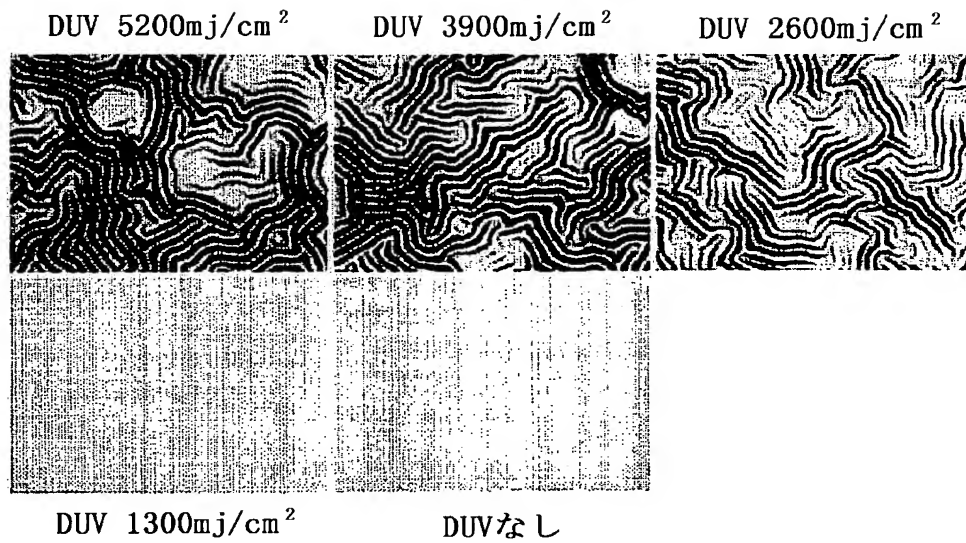 DUV 5200mj/cm²
DUV 3900mj/cm²
DUV 2600mj/cm²
DUV 1300mj/cm²
DUVなし